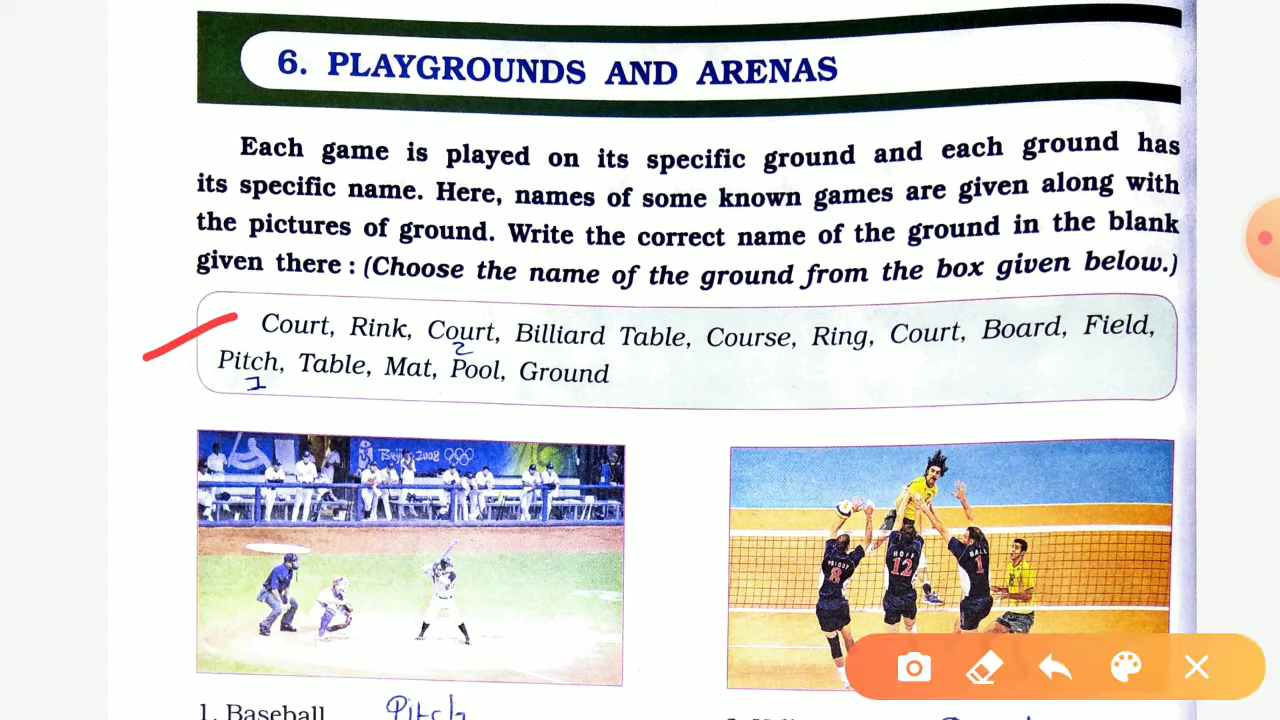 6. PLAYGROUNDS AND ARENAS
Each game is played on its specific ground and each ground has
its specific name. Here, names of some known games are given along with
the pictures of ground. Write the correct name of the ground in the blank
given there : (Choose the name of the ground from the box given below.)
Court, Rink, Court, Billiard Table, Course, Ring, Court, Board, Field,
2
Pitch, Table, Mat, Pool, Ground
1
Beijing 2008
HOFF
BALL
PRIDDY
8
12
1
1. Baseball Pitch